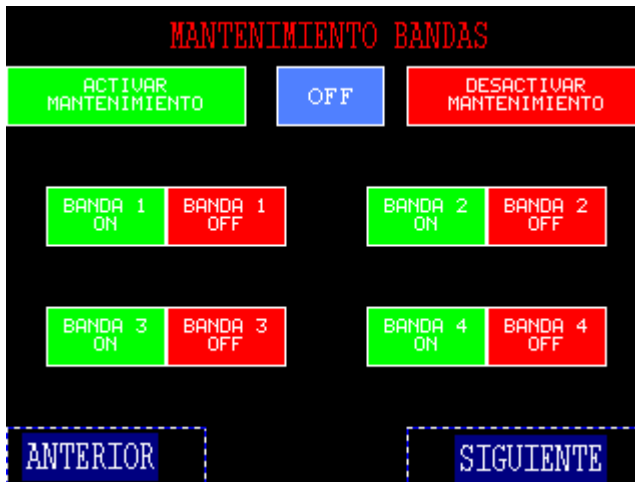 MANTENIMIENTO BANDAS
ACTIVAR
MANTENIMIENTO
OFF
DESACTIVAR
MANTENIMIENTO
BANDA 1
ON
BANDA 1
OFF
BANDA 2
ON
BANDA 2
OFF
BANDA 3
ON
BANDA 3
OFF
BANDA 4
ON
BANDA 4
OFF
ANTERIOR
SIGUIENTE